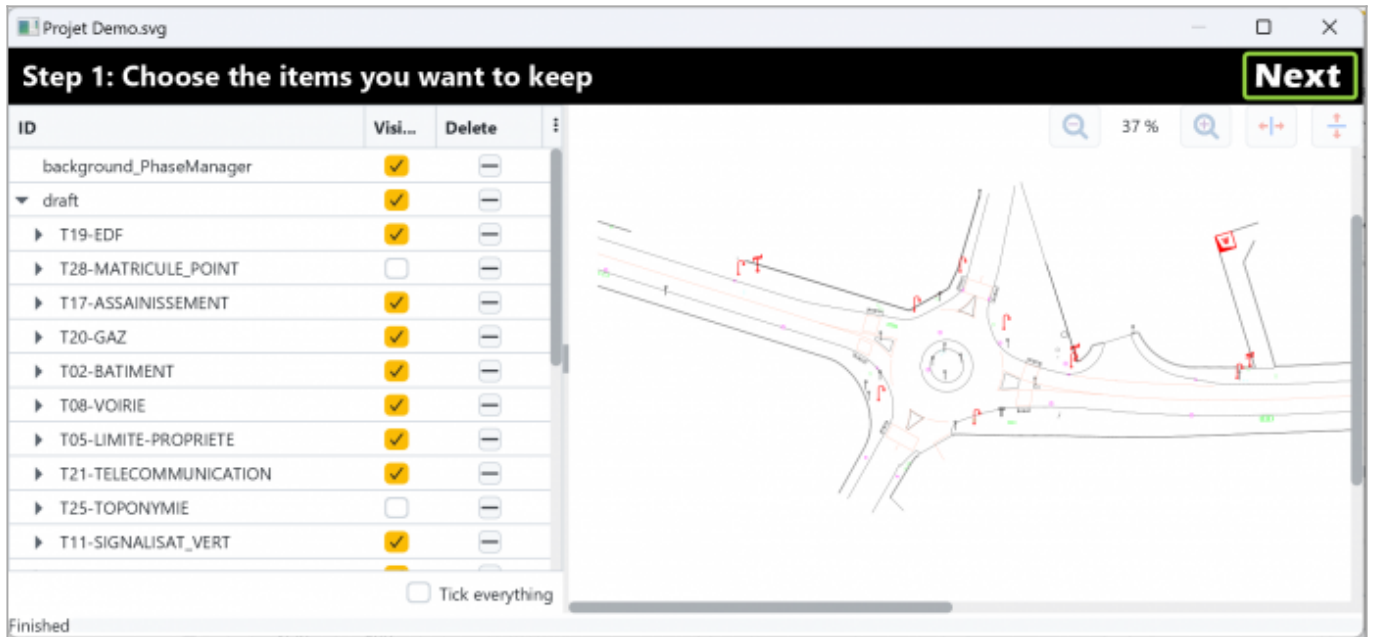 Projet Demo.svg
Step 1: Choose the items you want to keep
Next
ID Visi... Delete
37 %
background_PhaseManager
draft
T19-EDF
T28-MATRICULE_POINT
T17-ASSAINISSEMENT
T20-GAZ
T02-BATIMENT
T08-VOIRIE
T05-LIMITE-PROPRIETE
T21-TELECOMMUNICATION
T25-TOPONYMIE
T11-SIGNALISAT_VERT
Tick everything
Finished